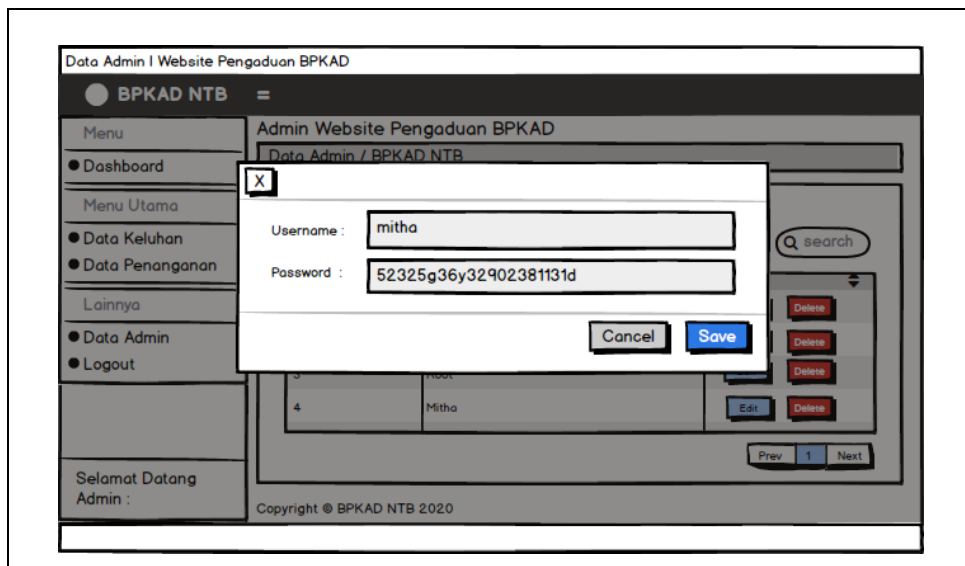 Data Admin I Website Pengaduan BPKAD
BPKAD NTB =
Menu
Dashboard
Menu Utama
Data Keluhan
Data Penanganan
Lainnya
Data Admin
Logout
Selamat Datang
Admin :
Admin Website Pengaduan BPKAD
Data Admin / BPKAD NTB
X
Username : mitha
Password : 52325g36y32902381131d
Cancel Save
search
Delete
Delete
3 Root Delete
4 Mitha Edit Delete
Prev 1 Next
Copyright © BPKAD NTB 2020